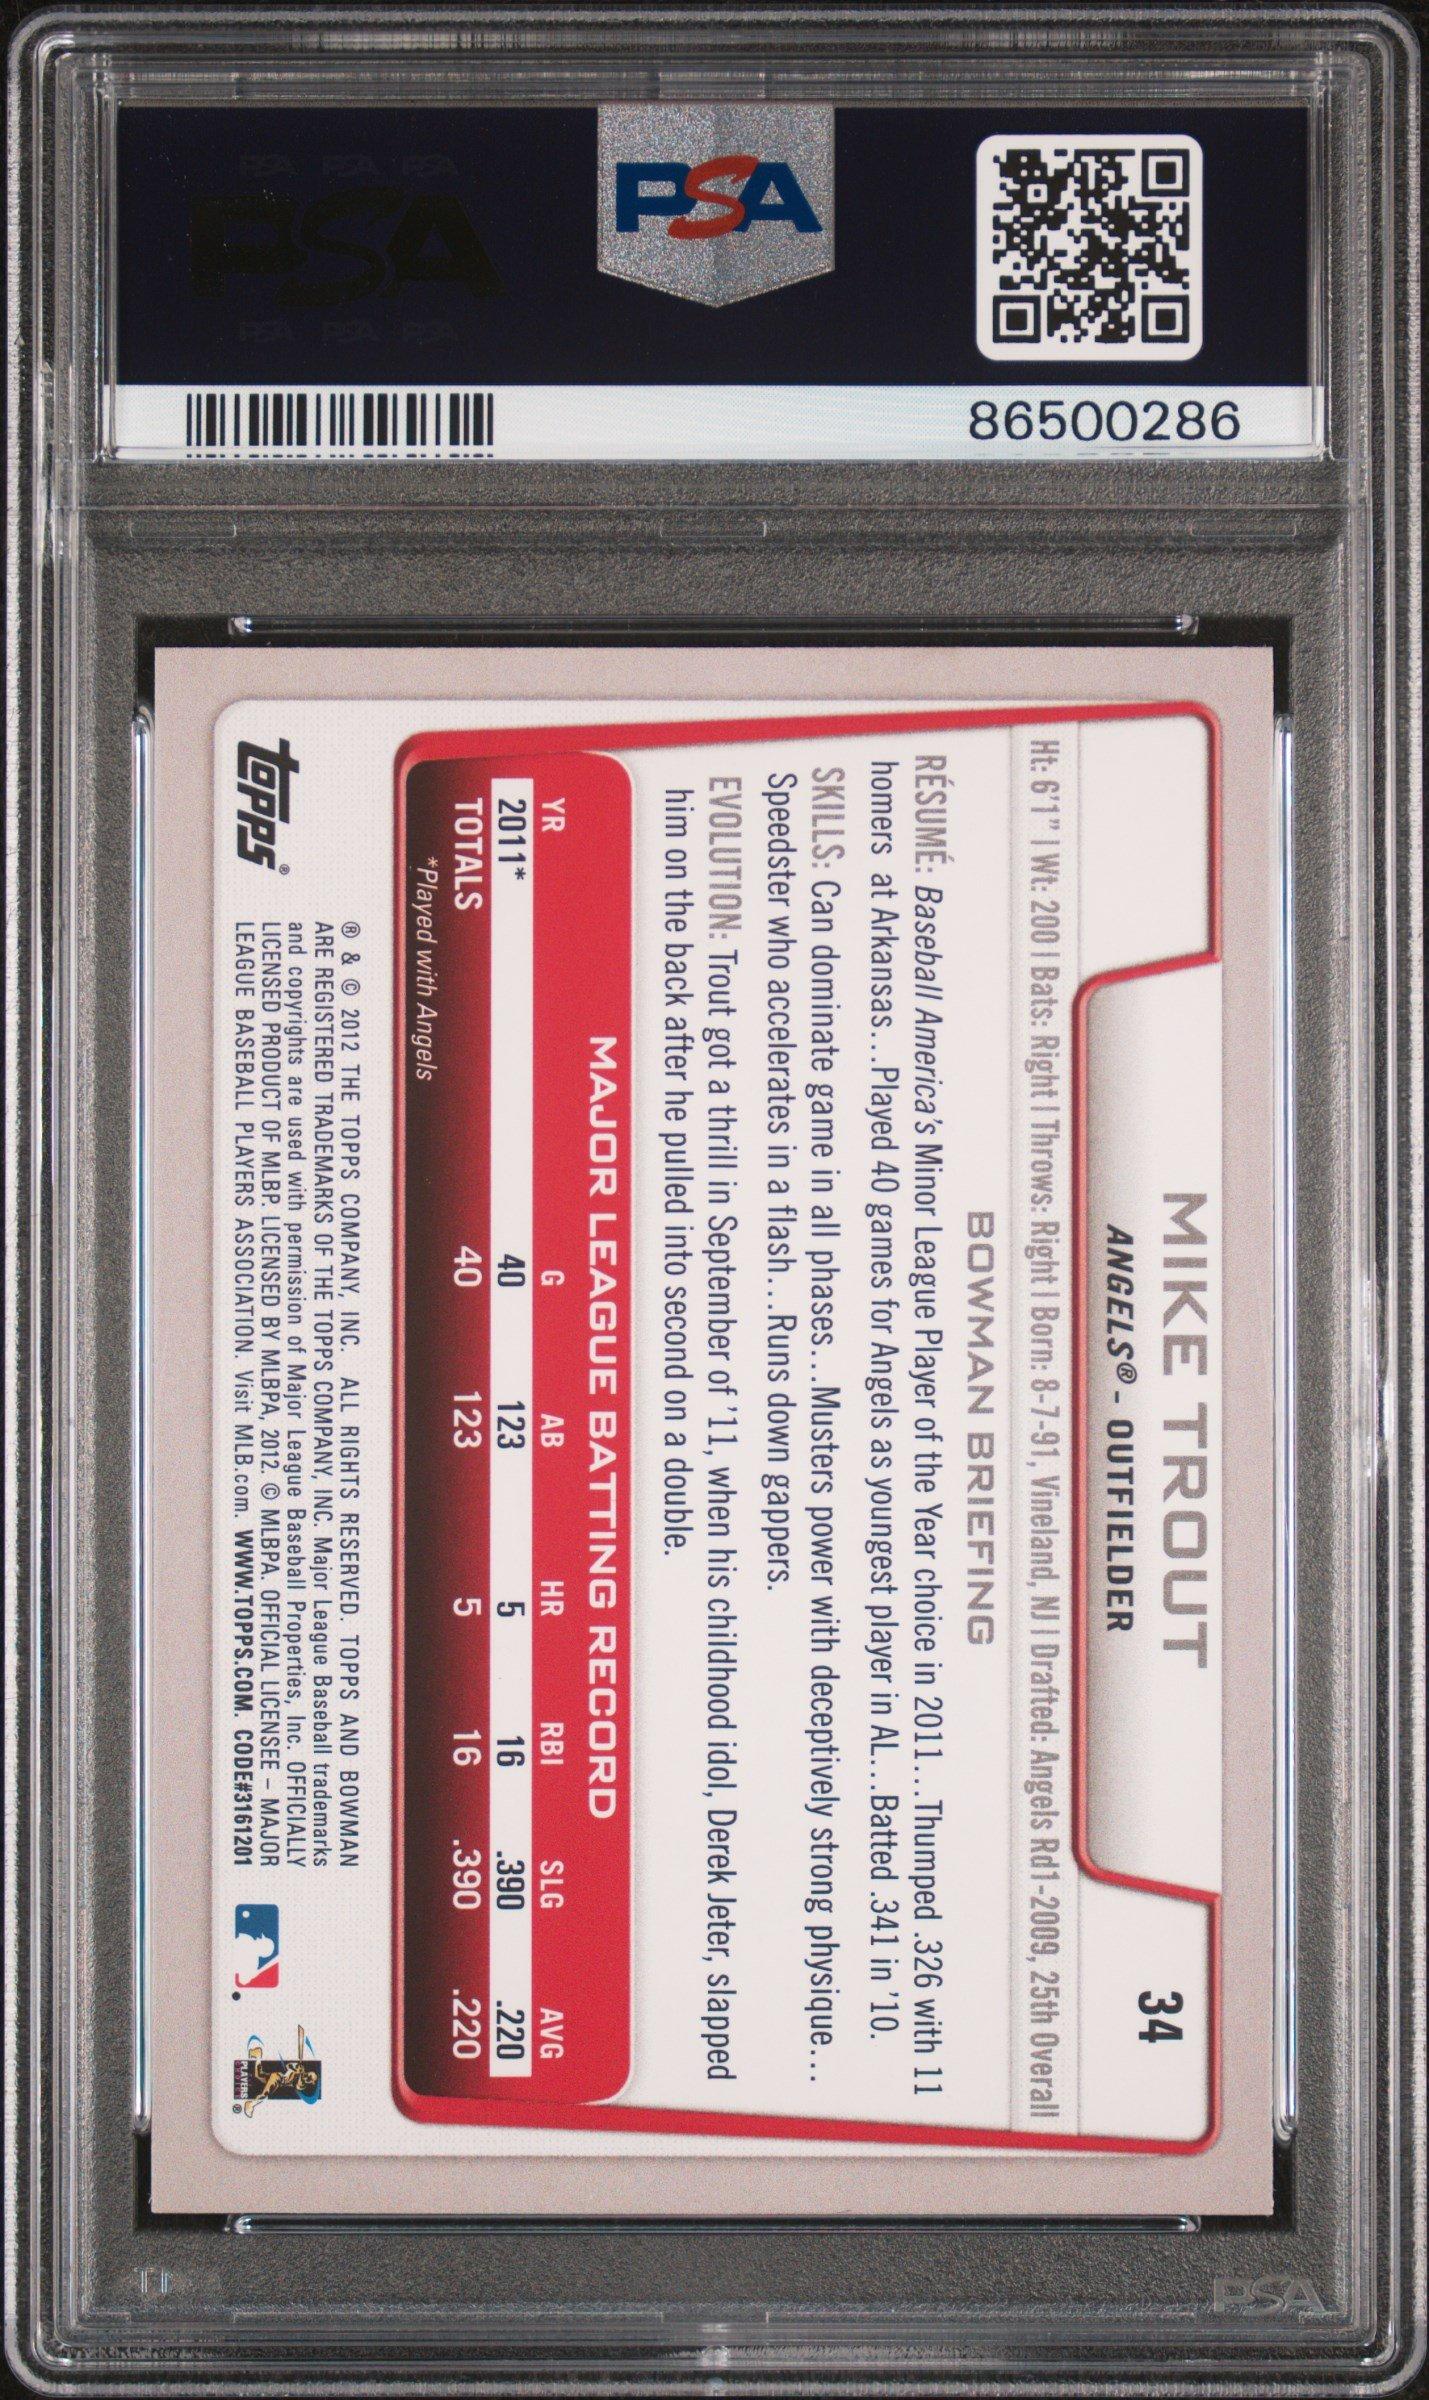 PSA PSA PSA
PSA
PSA PSA PSA
PSA
86500286
34
MIKE TROUT
ANGELS® - OUTFIELDER
Ht: 6'1" | Wt: 200 | Bats: Right | Throws: Right | Born: 8-7-91, Vineland, NJ | Drafted: Angels Rd1-2009, 25th Overall
BOWMAN BRIEFING
RÉSUMÉ: Baseball America's Minor League Player of the Year choice in 2011...Thumped .326 with 11
homers at Arkansas...Played 40 games for Angels as youngest player in AL...Batted .341 in '10.
SKILLS: Can dominate game in all phases...Musters power with deceptively strong physique...
Speedster who accelerates in a flash...Runs down gappers.
EVOLUTION: Trout got a thrill in September of '11, when his childhood idol, Derek Jeter, slapped
him on the back after he pulled into second on a double.
MAJOR LEAGUE BATTING RECORD
YR G AB HR RBI SLG AVG
2011* 40 123 5 16 .390 .220
TOTALS 40 123 5 16 .390 .220
*Played with Angels
topps®
® & © 2012 THE TOPPS COMPANY, INC. ALL RIGHTS RESERVED. TOPPS AND BOWMAN
ARE REGISTERED TRADEMARKS OF THE TOPPS COMPANY, INC. Major League Baseball trademarks
and copyrights are used with permission of Major League Baseball Properties, Inc. OFFICIALLY
LICENSED PRODUCT OF MLBP. LICENSED BY MLBPA, 2012. © MLBPA. OFFICIAL LICENSEE – MAJOR
LEAGUE BASEBALL PLAYERS ASSOCIATION. Visit MLB.com. WWW.TOPPS.COM. CODE#3161201
PLAYERS
®
PSA